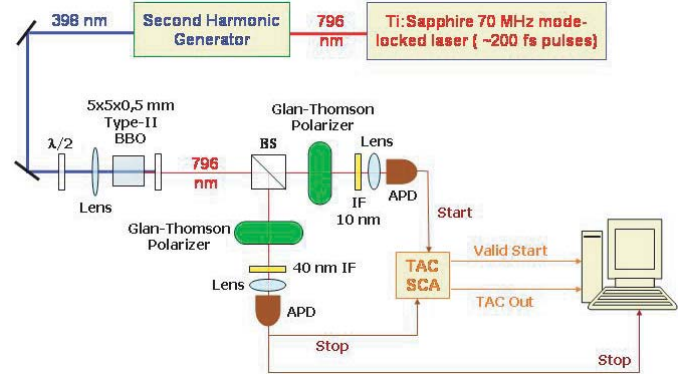 398 nm
Second Harmonic
Generator
796
nm
Ti:Sapphire 70 MHz mode-
locked laser ( ~200 fs pulses)
5x5x0,5 mm
Type-II
BBO
λ/2
Lens
796
nm
BS
Glan-Thomson
Polarizer
Lens
IF
10 nm
APD
Start
Glan-Thomson
Polarizer
40 nm IF
Lens
APD
TAC
SCA
Valid Start
TAC Out
Stop
Stop